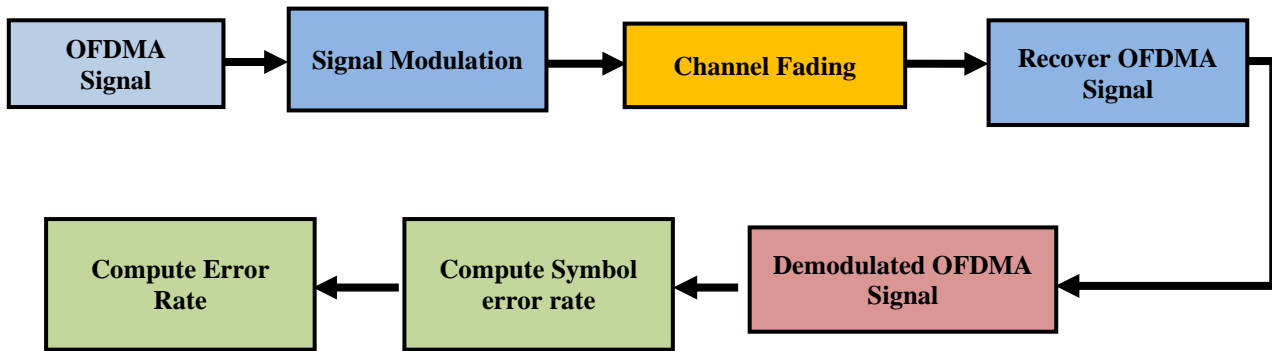 OFDMA
Signal
Signal Modulation
Channel Fading
Recover OFDMA
Signal
Demodulated OFDMA
Signal
Compute Symbol
error rate
Compute Error
Rate